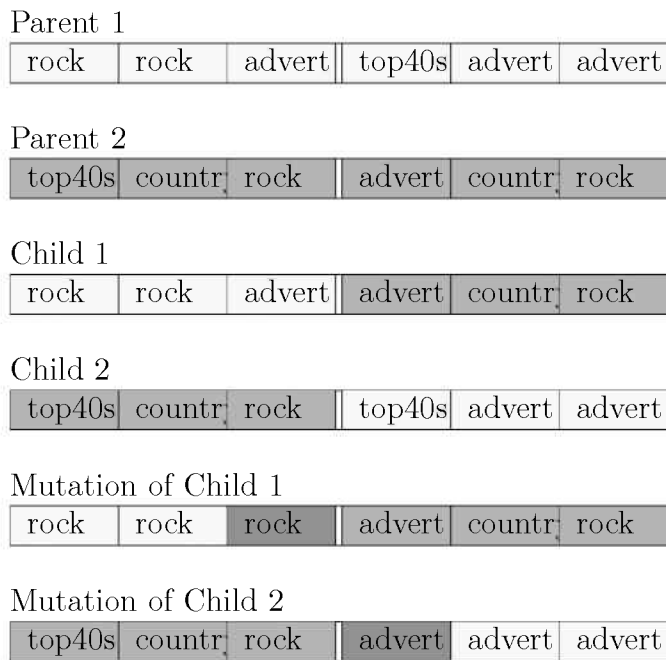 Parent 1
rock rock advert top40s advert advert
Parent 2
top40s countr rock advert countr rock
Child 1
rock rock advert advert countr rock
Child 2
top40s countr rock top40s advert advert
Mutation of Child 1
rock rock rock advert countr rock
Mutation of Child 2
top40s countr rock advert advert advert